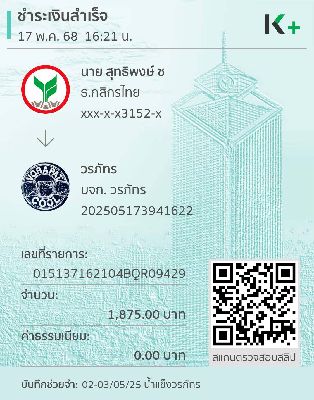 ชำระเงินสำเร็จ
17 พ.ค. 68 16:21 น.
K+
นาย สุทธิพงษ์ ช
ธ.กสิกรไทย
xxx-x-x3152-x
วรภัทร
บจก. วรภัทร
202505173941622
เลขที่รายการ:
015137162104BQR09429
จำนวน:
1,875.00 บาท
ค่าธรรมเนียม:
0.00 บาท
สแกนตรวจสอบสลิป
บันทึกช่วยจำ: 02-03/05/25 น้ำแข็งวรภัทร